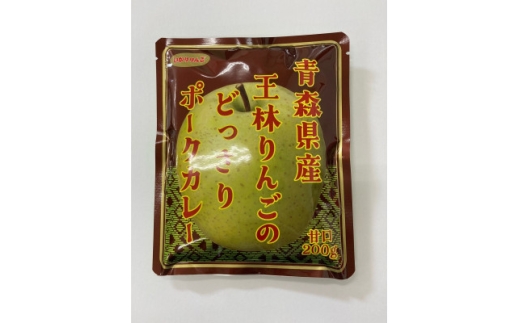 青森県産
王林りんごの
どっさり
ポークカレー
甘口
200g